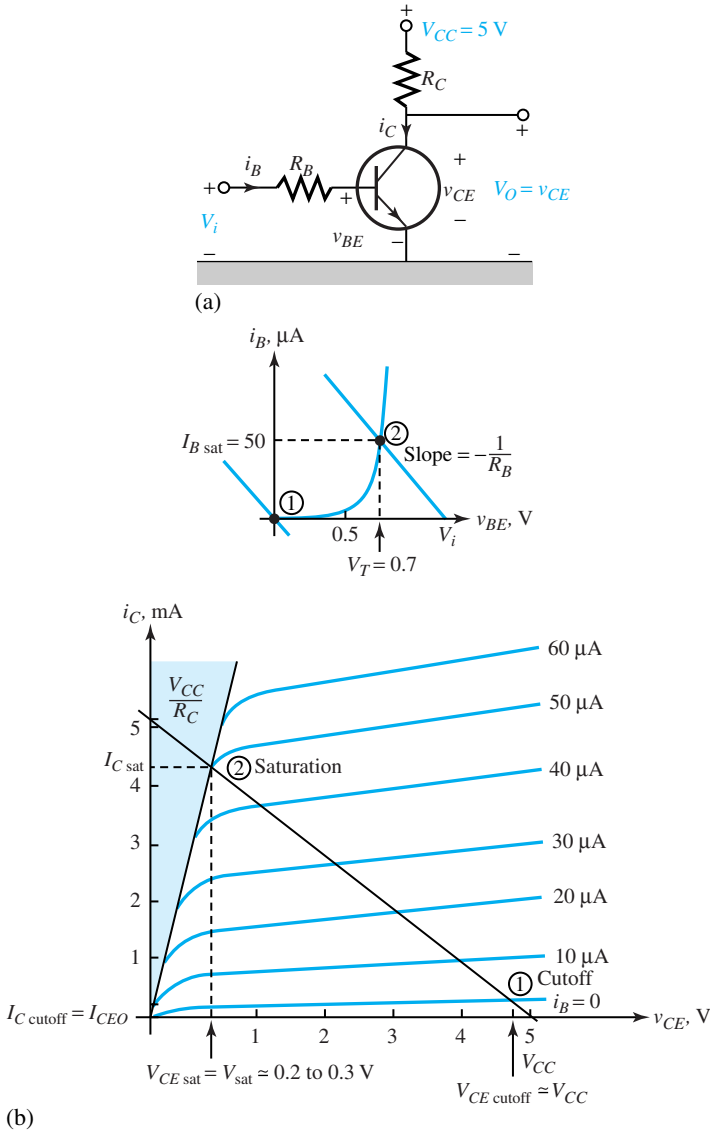 +
V_CC = 5 V
R_C
i_C
+
i_B
R_B
+
+
+
v_CE
V_O = v_CE
V_i
v_BE
−
−
−
−
−
(a)
i_B, µA
I_B sat = 50
②
Slope = −1/R_B
①
0.5
V_i
v_BE, V
V_T = 0.7
i_C, mA
60 µA
V_CC/R_C
50 µA
5
I_C sat
② Saturation
40 µA
4
3
30 µA
2
20 µA
1
10 µA
① Cutoff
i_B = 0
I_C cutoff = I_CEO
1
2
3
4
5
v_CE, V
V_CE sat = V_sat ≃ 0.2 to 0.3 V
V_CC
V_CE cutoff ≃ V_CC
(b)